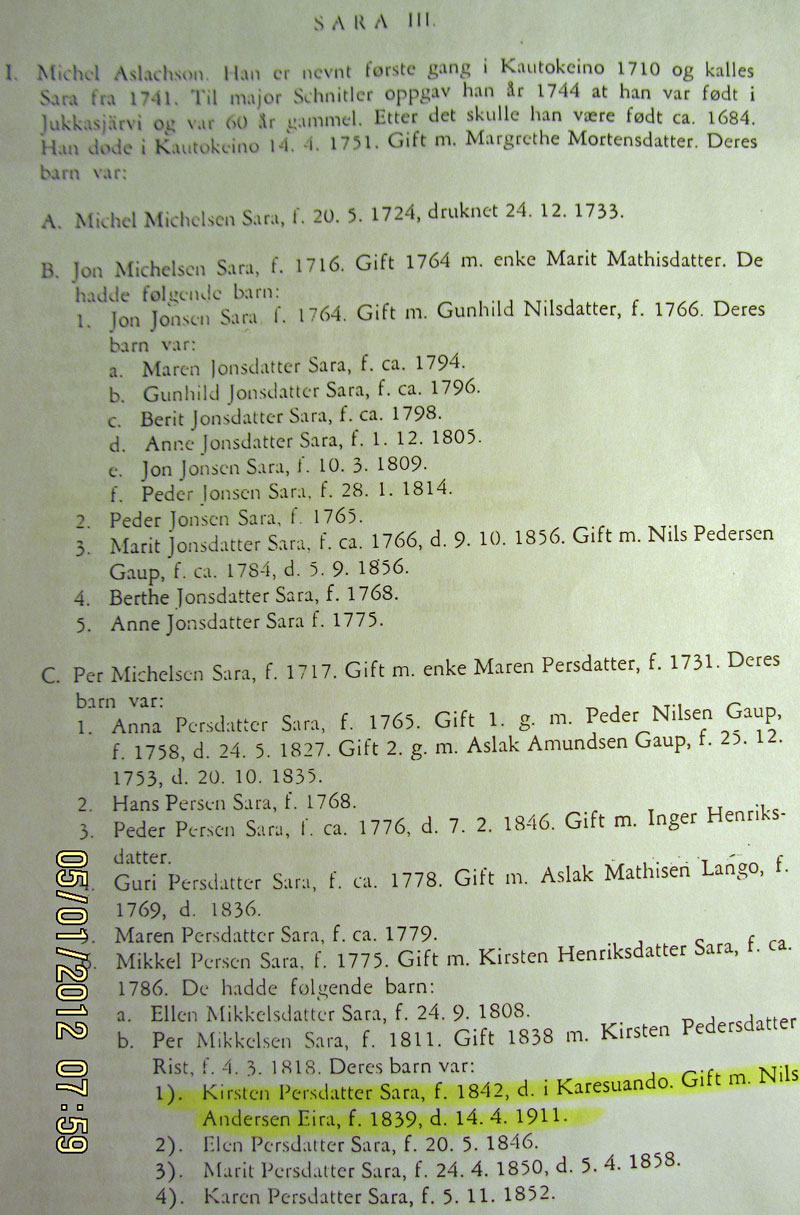 SARA III.
I. Michel Aslachson. Han er nevnt første gang i Kautokeino 1710 og kalles
Sara fra 1741. Til major Schnitler oppgav han år 1744 at han var født i
Jukkasjärvi og var 60 år gammel. Etter det skulle han være født ca. 1684.
Han døde i Kautokeino 14. 4. 1751. Gift m. Margrethe Mortensdatter. Deres
barn var:
A. Michel Michelsen Sara, f. 20. 5. 1724, druknet 24. 12. 1733.
B. Jon Michelsen Sara, f. 1716. Gift 1764 m. enke Marit Mathisdatter. De
hadde følgende barn:
1. Jon Jonsen Sara f. 1764. Gift m. Gunhild Nilsdatter, f. 1766. Deres
barn var:
a. Maren Jonsdatter Sara, f. ca. 1794.
b. Gunhild Jonsdatter Sara, f. ca. 1796.
c. Berit Jonsdatter Sara, f. ca. 1798.
d. Anne Jonsdatter Sara, f. 1. 12. 1805.
e. Jon Jonsen Sara, f. 10. 3. 1809.
f. Peder Jonsen Sara, f. 28. 1. 1814.
2. Peder Jonsen Sara, f. 1765.
3. Marit Jonsdatter Sara, f. ca. 1766, d. 9. 10. 1856. Gift m. Nils Pedersen
Gaup, f. ca. 1784, d. 5. 9. 1856.
4. Berthe Jonsdatter Sara, f. 1768.
5. Anne Jonsdatter Sara f. 1775.
C. Per Michelsen Sara, f. 1717. Gift m. enke Maren Persdatter, f. 1731. Deres
barn var:
1. Anna Persdatter Sara, f. 1765. Gift 1. g. m. Peder Nilsen Gaup,
f. 1758, d. 24. 5. 1827. Gift 2. g. m. Aslak Amundsen Gaup, f. 25. 12.
1753, d. 20. 10. 1835.
2. Hans Persen Sara, f. 1768.
3. Peder Persen Sara, f. ca. 1776, d. 7. 2. 1846. Gift m. Inger Henriks-
datter.
Guri Persdatter Sara, f. ca. 1778. Gift m. Aslak Mathisen Lango, f.
1769, d. 1836.
Maren Persdatter Sara, f. ca. 1779.
Mikkel Persen Sara, f. 1775. Gift m. Kirsten Henriksdatter Sara, f. ca.
1786. De hadde følgende barn:
a. Ellen Mikkelsdatter Sara, f. 24. 9. 1808.
b. Per Mikkelsen Sara, f. 1811. Gift 1838 m. Kirsten Pedersdatter
Rist, f. 4. 3. 1818. Deres barn var:
1). Kirsten Persdatter Sara, f. 1842, d. i Karesuando. Gift m. Nils
Andersen Eira, f. 1839, d. 14. 4. 1911.
2). Elen Persdatter Sara, f. 20. 5. 1846.
3). Marit Persdatter Sara, f. 24. 4. 1850, d. 5. 4. 1858.
4). Karen Persdatter Sara, f. 5. 11. 1852.
05/01/2012 07:59